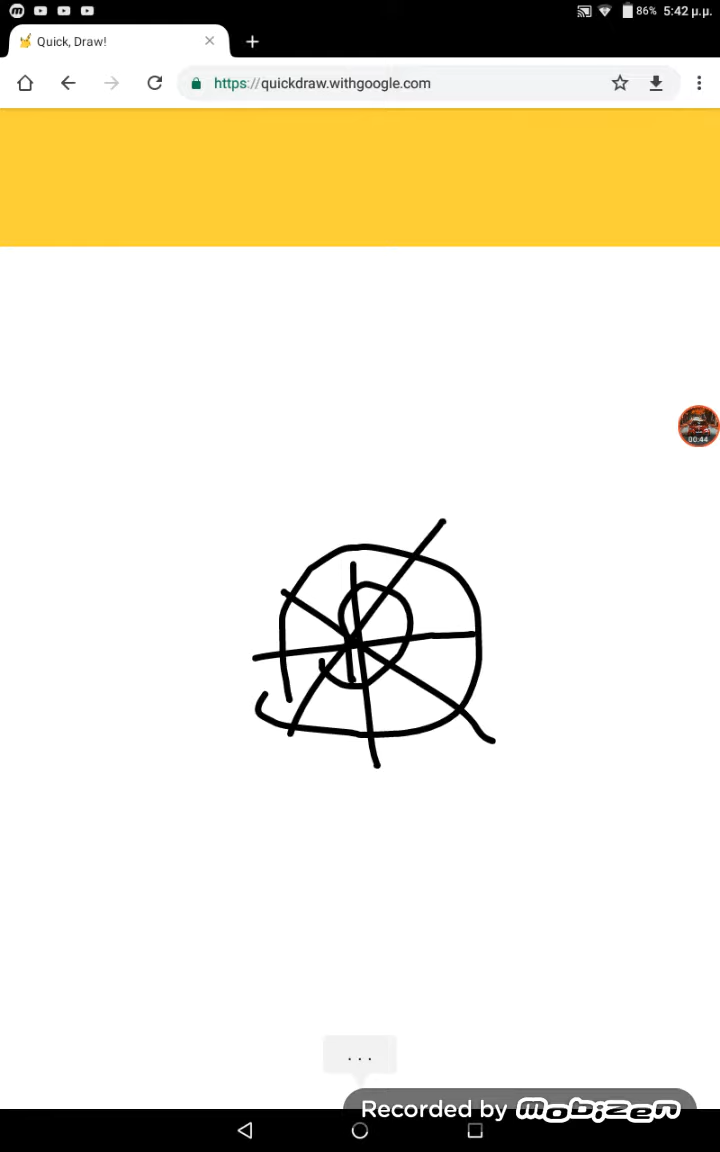 86% 5:42 μ.μ.
Quick, Draw!
https://quickdraw.withgoogle.com
00:44
...
Recorded by mobizen